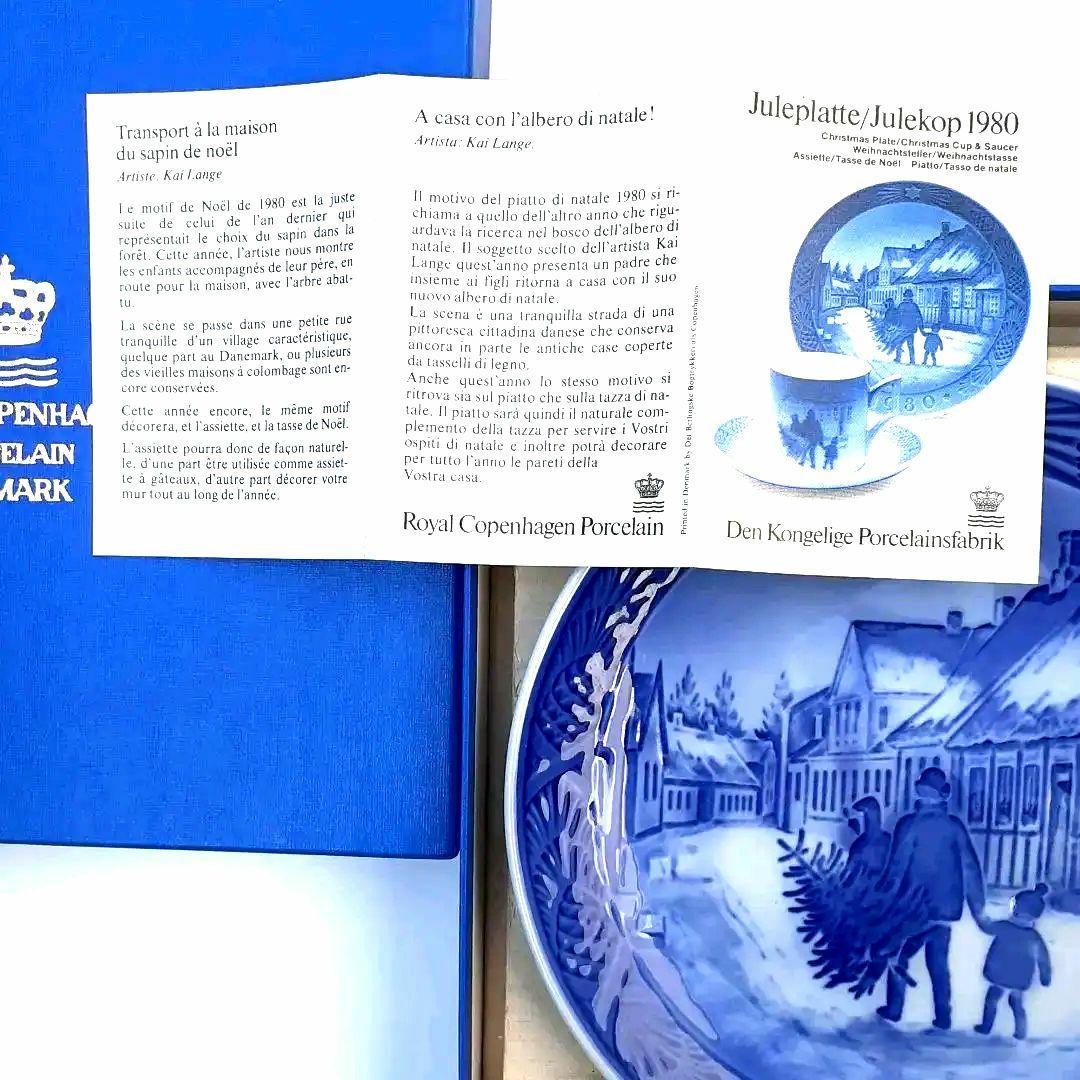 Transport à la maison
du sapin de noël
Artiste: Kai Lange
Le motif de Noël de 1980 est la juste
suite de celui de l'an dernier qui
représentait le choix du sapin dans la
forêt. Cette année, l'artiste nous montre
les enfants accompagnés de leur père, en
route pour la maison, avec l'arbre abat-
tu.
La scène se passe dans une petite rue
tranquille d'un village caractéristique,
quelque part au Danemark, ou plusieurs
des vieilles maisons à colombage sont en-
core conservées.
Cette année encore, le même motif
décorera, et l'assiette, et la tasse de Noël.
L'assiette pourra donc de façon naturel-
le, d'une part être utilisée comme assiet-
te à gâteaux, d'autre part décorer votre
mur tout au long de l'année.
A casa con l'albero di natale!
Artista: Kai Lange.
Il motivo del piatto di natale 1980 si ri-
chiama a quello dell'altro anno che rigu-
ardava la ricerca nel bosco dell'albero di
natale. Il soggetto scelto dell'artista Kai
Lange quest'anno presenta un padre che
insieme ai figli ritorna a casa con il suo
nuovo albero di natale.
La scena è una tranquilla strada di una
pittoresca cittadina danese che conserva
ancora in parte le antiche case coperte
da tasselli di legno.
Anche quest'anno lo stesso motivo si
ritrova sia sul piatto che sulla tazza di na-
tale. Il piatto sarà quindi il naturale com-
plemento della tazza per servire i Vostri
ospiti di natale e inoltre potrà decorare
per tutto l'anno le pareti della
Vostra casa.
Royal Copenhagen Porcelain
Printed in Denmark by Det Berlingske Bogtrykkeri as Copenhagen
Juleplatte/Julekop 1980
Christmas Plate/Christmas Cup & Saucer
Weihnachtsteller/Weihnachtstasse
Assiette/Tasse de Noël Piatto/Tasso de natale
1980
Den Kongelige Porcelainsfabrik
PENHA
ELAIN
MARK